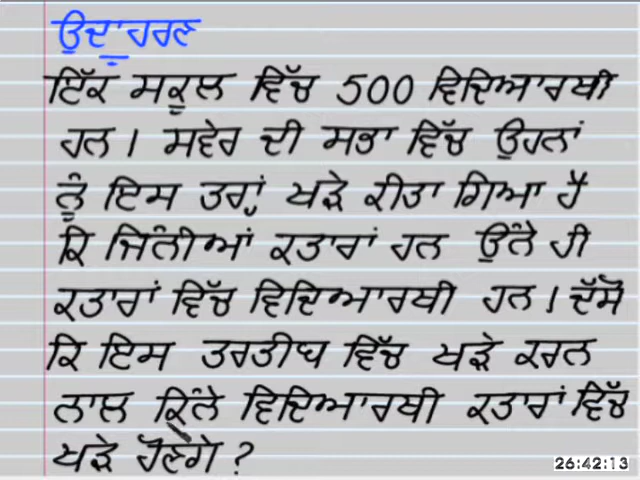 ਉਦਾਹਰਣ
ਇੱਕ ਸਕੂਲ ਵਿੱਚ 500 ਵਿਦਿਆਰਥੀ
ਹਨ। ਸਵੇਰ ਦੀ ਸਭਾ ਵਿੱਚ ਉਹਨਾਂ
ਨੂੰ ਇਸ ਤਰ੍ਹਾਂ ਖੜੇ ਕੀਤਾ ਗਿਆ ਹੈ
ਕਿ ਜਿਨੀਆਂ ਕਤਾਰਾਂ ਹਨ ਉਨੇ ਹੀ
ਕਤਾਰਾਂ ਵਿੱਚ ਵਿਦਿਆਰਥੀ ਹਨ। ਦੱਸੋ
ਕਿ ਇਸ ਤਰਤੀਬ ਵਿੱਚ ਖੜੇ ਕਰਨ
ਨਾਲ ਕਿੰਨੇ ਵਿਦਿਆਰਥੀ ਕਤਾਰਾਂ ਵਿੱਚ
ਖੜੇ ਹੋਣਗੇ ?
26:42:13